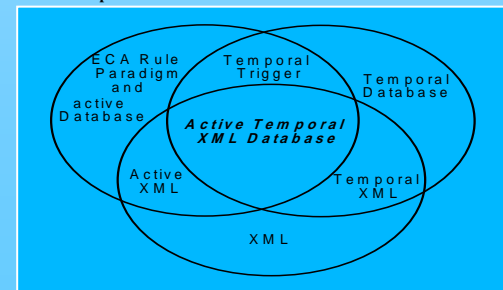 ECA Rule
Paradigm
and
active
Database
Temporal
Trigger
Temporal
Database
Active Temporal
XML Database
Active
XML
Temporal
XML
XML